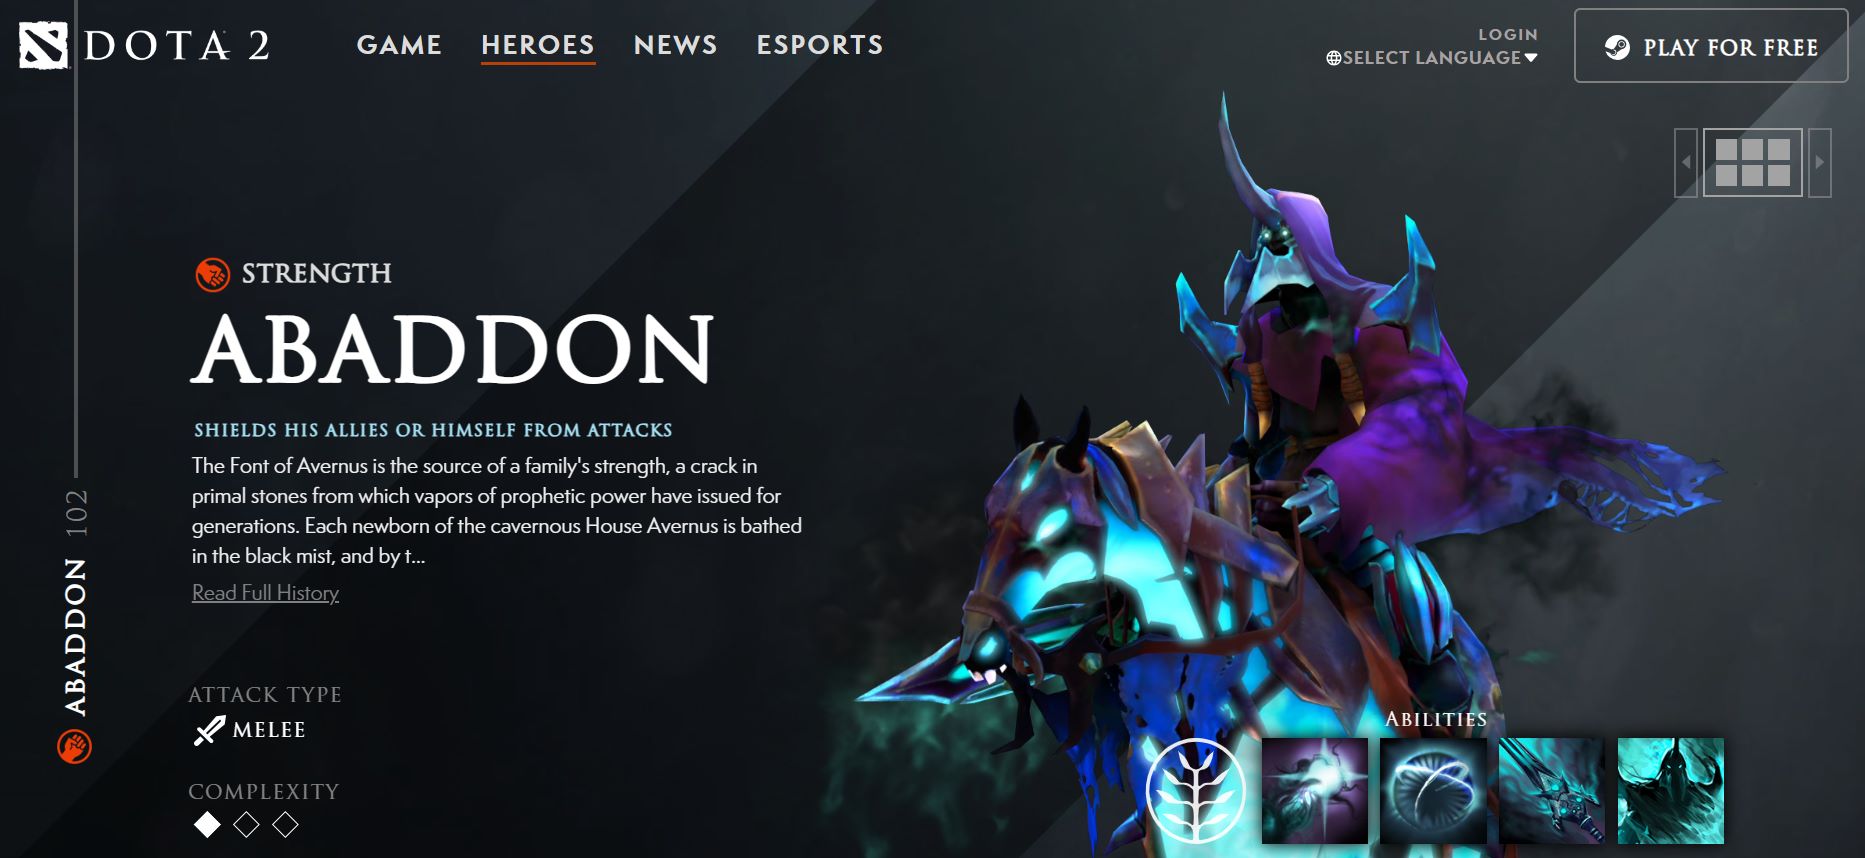 DOTA 2
GAME HEROES NEWS ESPORTS
LOGIN
SELECT LANGUAGE
PLAY FOR FREE
STRENGTH
ABADDON
SHIELDS HIS ALLIES OR HIMSELF FROM ATTACKS
The Font of Avernus is the source of a family's strength, a crack in
primal stones from which vapors of prophetic power have issued for
generations. Each newborn of the cavernous House Avernus is bathed
in the black mist, and by t...
Read Full History
ABADDON 102
ATTACK TYPE
MELEE
COMPLEXITY
ABILITIES